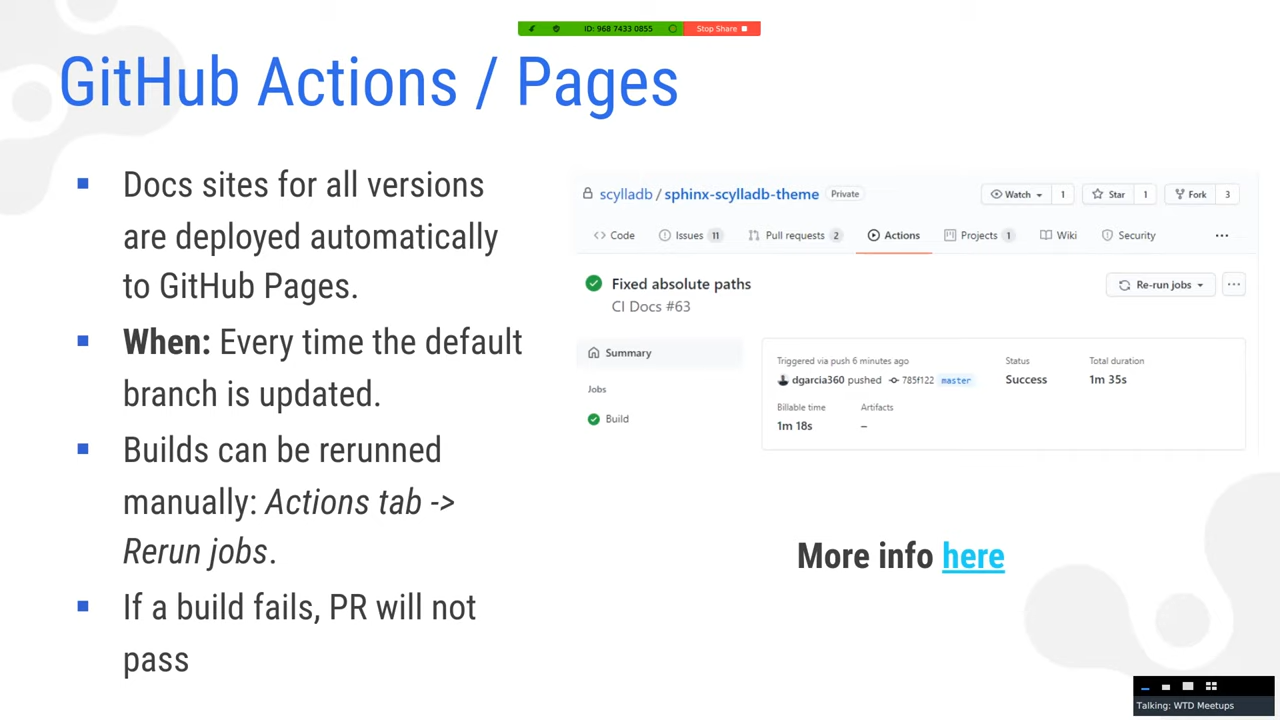 ID: 968 7433 0855
Stop Share
GitHub Actions / Pages
▪ Docs sites for all versions
are deployed automatically
to GitHub Pages.
▪ When: Every time the default
branch is updated.
▪ Builds can be rerunned
manually: Actions tab ->
Rerun jobs.
▪ If a build fails, PR will not
pass
scylladb / sphinx-scylladb-theme Private
Watch 1 Star 1 Fork 3
Code Issues 11 Pull requests 2 Actions Projects 1 Wiki Security ...
Fixed absolute paths
CI Docs #63
Re-run jobs ...
Summary
Jobs
Build
Triggered via push 6 minutes ago Status Total duration
dgarcia360 pushed 785f122 master Success 1m 35s
Billable time Artifacts
1m 18s –
More info here
Talking: WTD Meetups